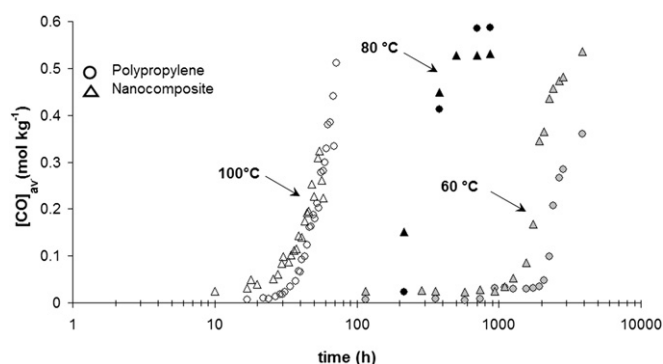 0.6
0.5
0.4
0.3
0.2
0.1
0
[CO]av (mol kg-1)
Polypropylene
Nanocomposite
80 °C
100°C
60 °C
1
10
100
1000
10000
time (h)